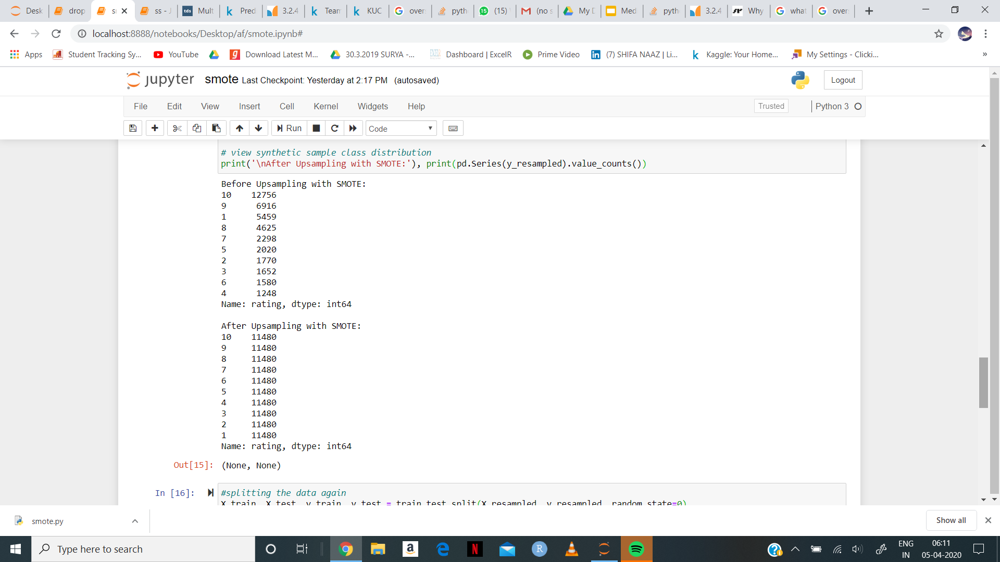 Desk
drop
s
ss - J
tds Mult
k Pred
3.2.4
k Team
k KUC
over
pyth
15 (15)
(no s
My D
Med
pyth
3.2.4
Why
what
over
localhost:8888/notebooks/Desktop/af/smote.ipynb#
Apps Student Tracking Sy... YouTube Download Latest M... 30.3.2019 SURYA -... Dashboard | ExcelR Prime Video (7) SHIFA NAAZ | Li... Kaggle: Your Home... My Settings - Clicki... »
jupyter smote Last Checkpoint: Yesterday at 2:17 PM (autosaved) Logout
File Edit View Insert Cell Kernel Widgets Help Trusted Python 3
Run Code
# view synthetic sample class distribution
print('\nAfter Upsampling with SMOTE:'), print(pd.Series(y_resampled).value_counts())
Before Upsampling with SMOTE:
10 12756
9 6916
1 5459
8 4625
7 2298
5 2020
2 1770
3 1652
6 1580
4 1248
Name: rating, dtype: int64
After Upsampling with SMOTE:
10 11480
9 11480
8 11480
7 11480
6 11480
5 11480
4 11480
3 11480
2 11480
1 11480
Name: rating, dtype: int64
Out[15]: (None, None)
In [16]: #splitting the data again
X_train, X_test, y_train, y_test = train_test_split(X_resampled, y_resampled, random_state=0)
smote.py Show all
Type here to search
ENG
IN
06:11
05-04-2020